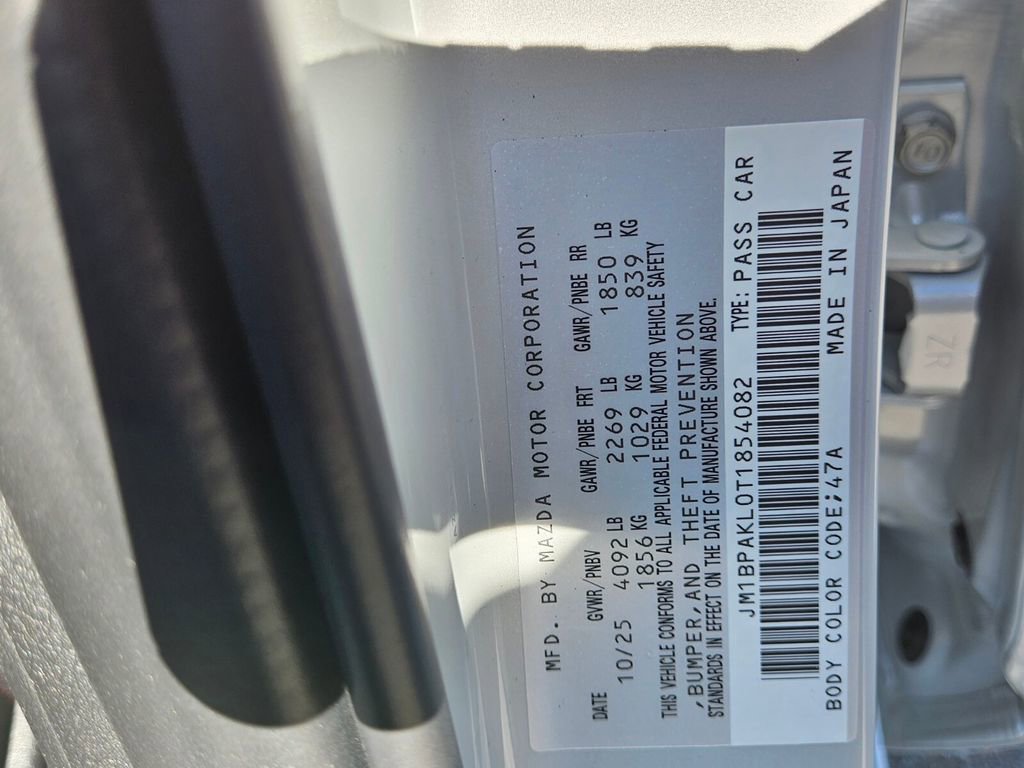 MFD. BY MAZDA MOTOR CORPORATION
DATE GVWR/PNBV GAWR/PNBE FRT GAWR/PNBE RR
10/25 4092 LB 2269 LB 1850 LB
1856 KG 1029 KG 839 KG
THIS VEHICLE CONFORMS TO ALL APPLICABLE FEDERAL MOTOR VEHICLE SAFETY
,BUMPER,AND THEFT PREVENTION
STANDARDS IN EFFECT ON THE DATE OF MANUFACTURE SHOWN ABOVE.
JM1BPAKL0T1854082 TYPE: PASS CAR
BODY COLOR CODE;47A MADE IN JAPAN
ZR